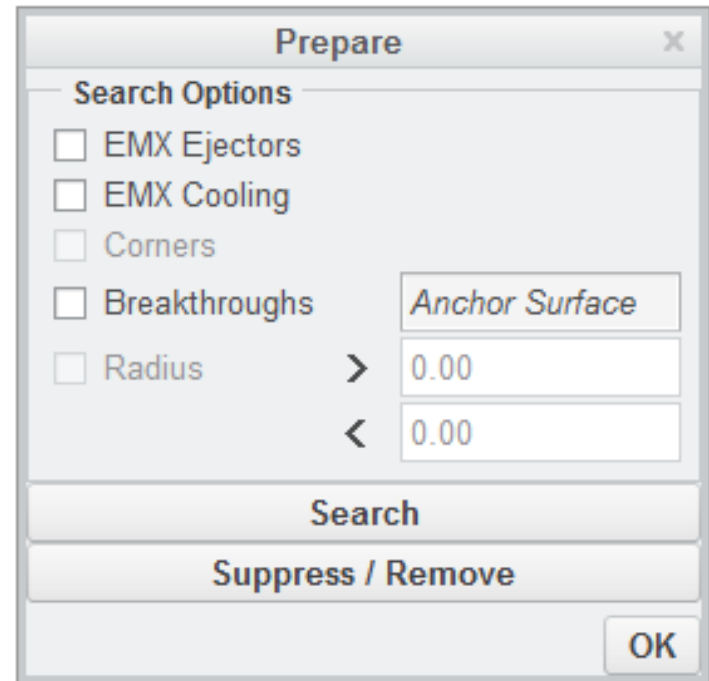 Prepare
Search Options
EMX Ejectors
EMX Cooling
Corners
Breakthroughs Anchor Surface
Radius > 0.00
< 0.00
Search
Suppress / Remove
OK